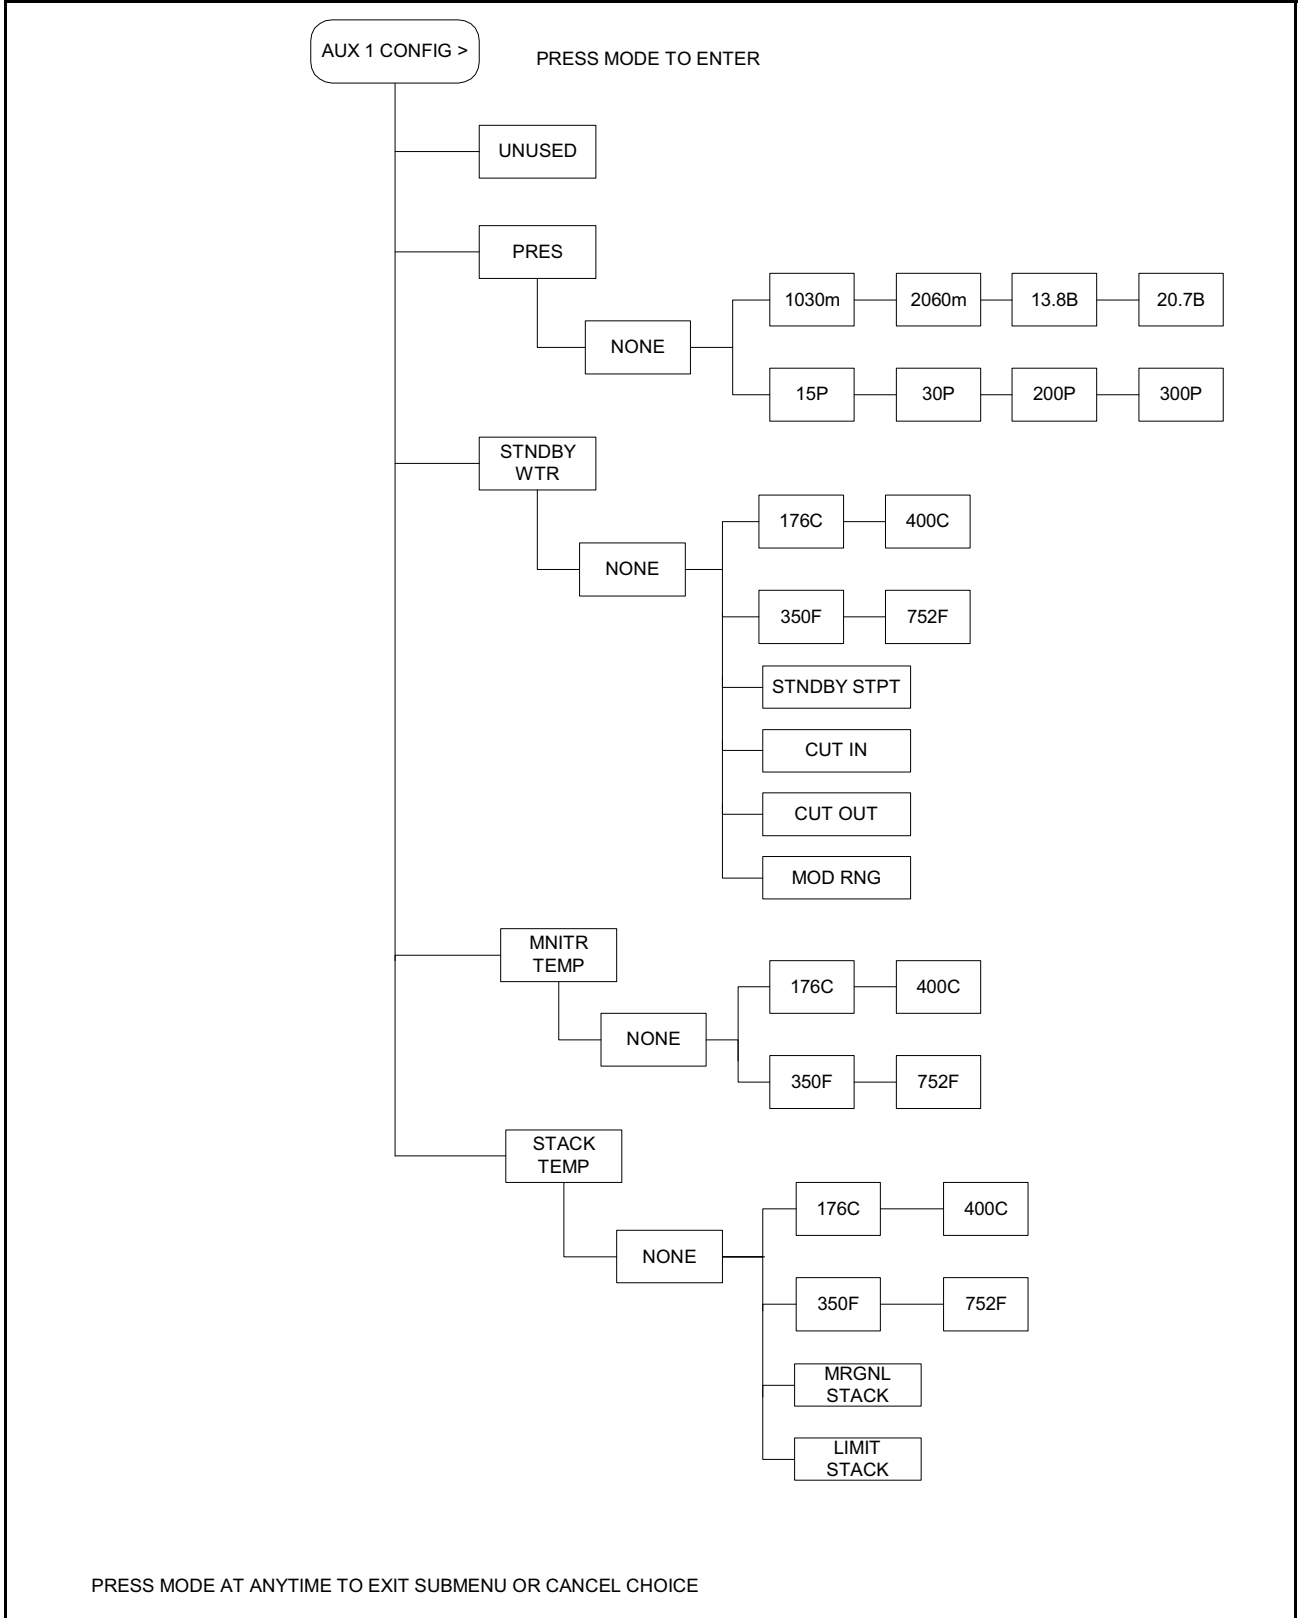 AUX 1 CONFIG >
PRESS MODE TO ENTER
UNUSED
PRES
NONE
1030m
2060m
13.8B
20.7B
15P
30P
200P
300P
STNDBY
WTR
NONE
176C
400C
350F
752F
STNDBY STPT
CUT IN
CUT OUT
MOD RNG
MNITR
TEMP
NONE
176C
400C
350F
752F
STACK
TEMP
NONE
176C
400C
350F
752F
MRGNL
STACK
LIMIT
STACK
PRESS MODE AT ANYTIME TO EXIT SUBMENU OR CANCEL CHOICE